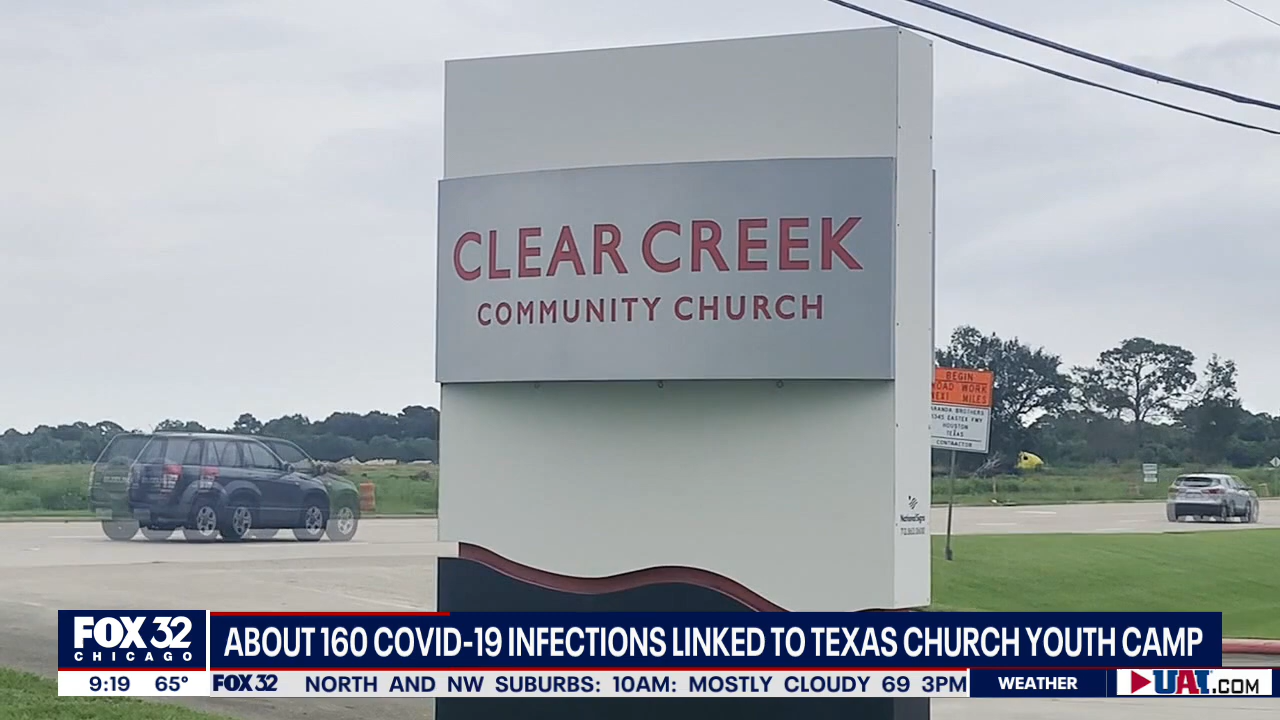 CLEAR CREEK
COMMUNITY CHURCH
BEGIN
ROAD WORK
NEXT MILES
HOUSTON
TEXAS
CONTRACTOR
National Signs
FOX 32
CHICAGO
ABOUT 160 COVID-19 INFECTIONS LINKED TO TEXAS CHURCH YOUTH CAMP
9:19 65° FOX 32 NORTH AND NW SUBURBS: 10AM: MOSTLY CLOUDY 69 3PM WEATHER